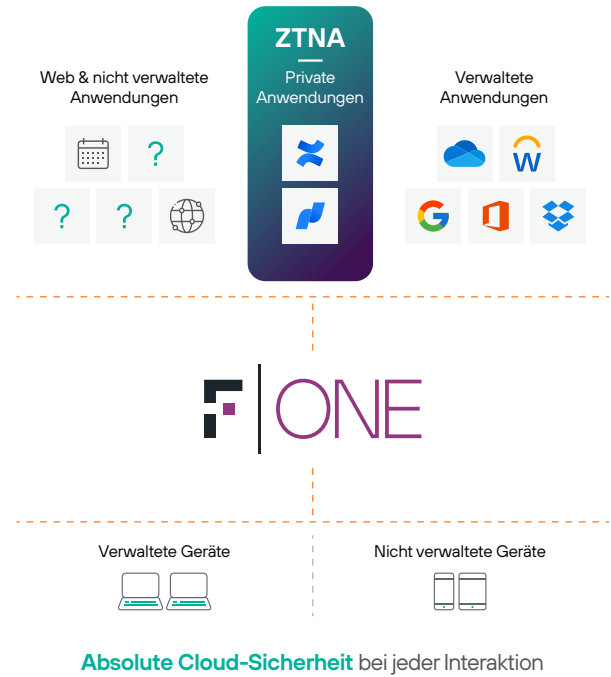 ZTNA
Private
Anwendungen
Web & nicht verwaltete
Anwendungen
Verwaltete
Anwendungen
?
W
?
?
G
F|ONE
Verwaltete Geräte
Nicht verwaltete Geräte
Absolute Cloud-Sicherheit bei jeder Interaktion